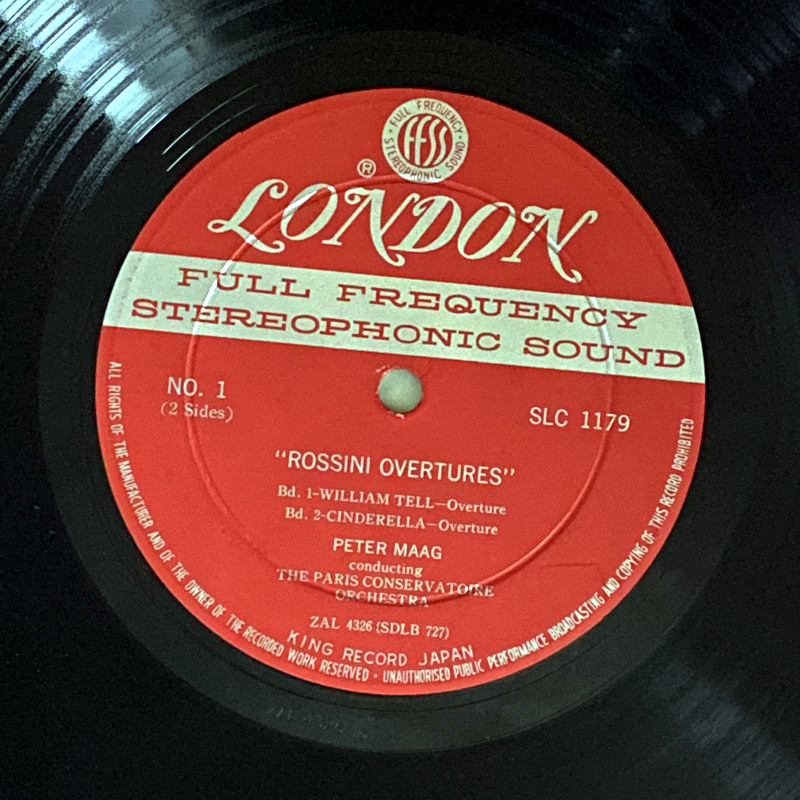 FULL FREQUENCY
ffss
STEREOPHONIC SOUND
®
LONDON
FULL FREQUENCY
STEREOPHONIC SOUND
NO. 1
(2 Sides)
SLC 1179
"ROSSINI OVERTURES"
Bd. 1-WILLIAM TELL—Overture
Bd. 2-CINDERELLA—Overture
PETER MAAG
conducting
THE PARIS CONSERVATOIRE
ORCHESTRA
ZAL 4326 (SDLB 727)
KING RECORD JAPAN
ALL RIGHTS OF THE MANUFACTURER AND OF THE OWNER OF THE RECORDED WORK RESERVED · UNAUTHORISED PUBLIC PERFORMANCE BROADCASTING AND COPYING OF THIS RECORD PROHIBITED